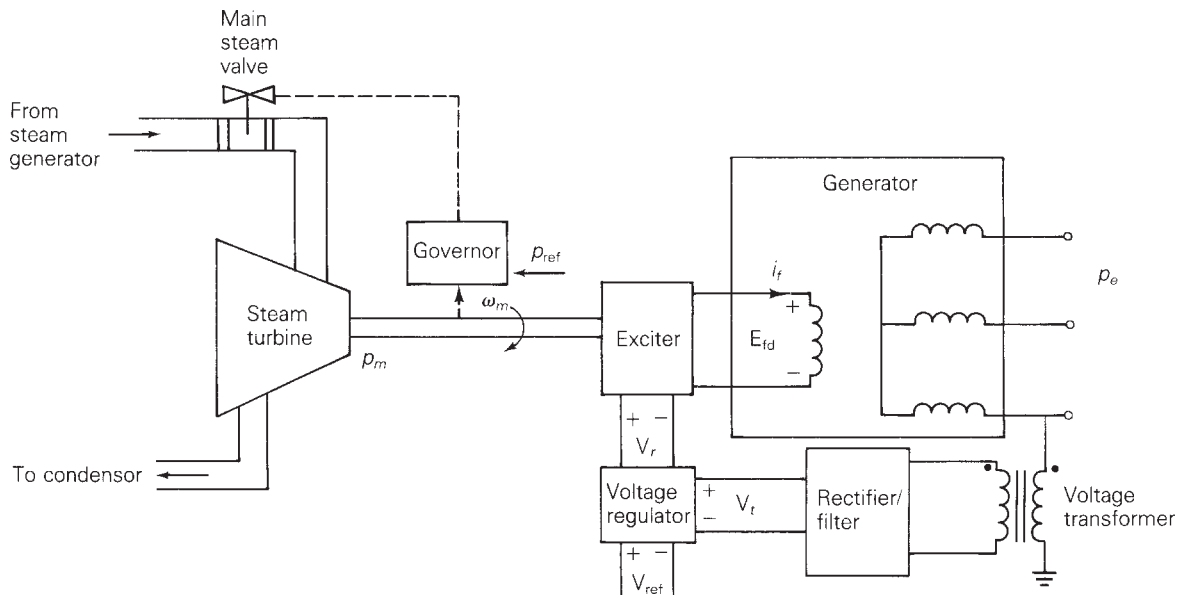 Main
steam
valve
From
steam
generator
Generator
Governor
p_ref
i_f
p_e
ω_m
+
Steam
turbine
Exciter
E_fd
p_m
−
+ −
V_r
To condensor
Voltage
regulator
+
V_t
−
Rectifier/
filter
Voltage
transformer
+ −
V_ref